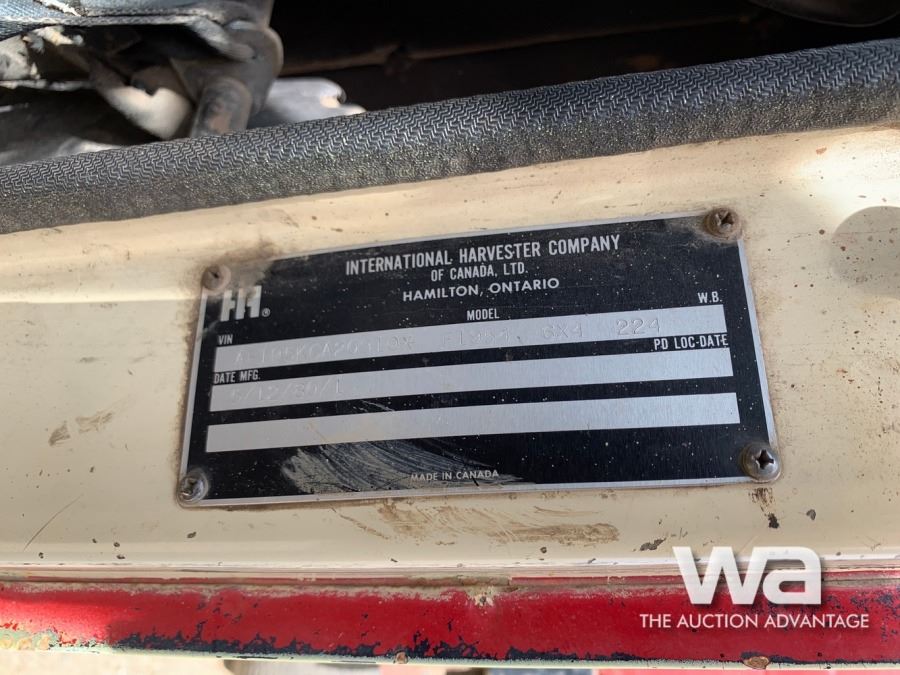 INTERNATIONAL HARVESTER COMPANY
OF CANADA, LTD.
HAMILTON, ONTARIO
IH®
VIN MODEL W.B.
6X4 224
DATE MFG. PD LOC-DATE
MADE IN CANADA
wa
THE AUCTION ADVANTAGE